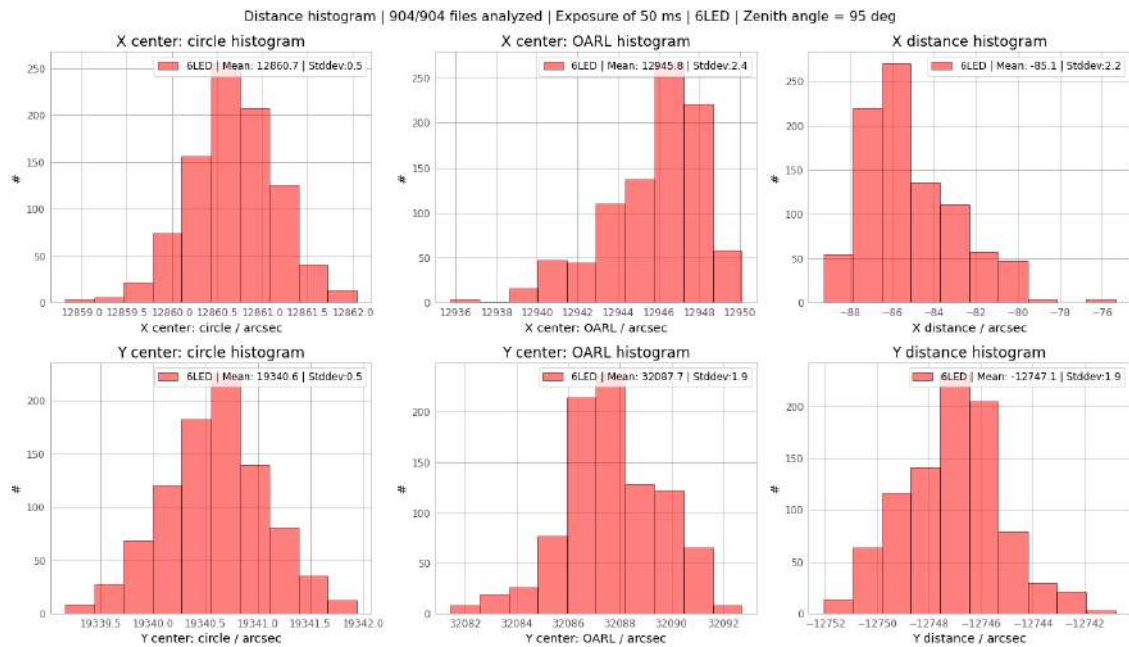 Distance histogram | 904/904 files analyzed | Exposure of 50 ms | 6LED | Zenith angle = 95 deg
X center: circle histogram
6LED | Mean: 12860.7 | Stddev:0.5
250
200
150
100
50
0
#
12859.0 12859.5 12860.0 12860.5 12861.0 12861.5 12862.0
X center: circle / arcsec
X center: OARL histogram
6LED | Mean: 12945.8 | Stddev:2.4
250
200
150
100
50
0
#
12936 12938 12940 12942 12944 12946 12948 12950
X center: OARL / arcsec
X distance histogram
6LED | Mean: -85.1 | Stddev:2.2
250
200
150
100
50
0
#
−88 −86 −84 −82 −80 −78 −76
X distance / arcsec
Y center: circle histogram
6LED | Mean: 19340.6 | Stddev:0.5
200
150
100
50
0
#
19339.5 19340.0 19340.5 19341.0 19341.5 19342.0
Y center: circle / arcsec
Y center: OARL histogram
6LED | Mean: 32087.7 | Stddev:1.9
200
150
100
50
0
#
32082 32084 32086 32088 32090 32092
Y center: OARL / arcsec
Y distance histogram
6LED | Mean: -12747.1 | Stddev:1.9
200
150
100
50
0
#
−12752 −12750 −12748 −12746 −12744 −12742
Y distance / arcsec